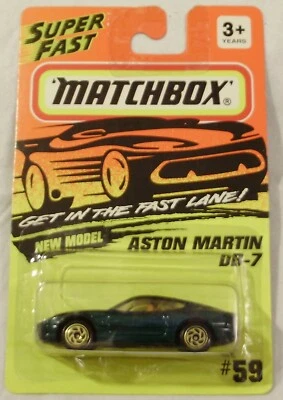 SUPER
FAST
3+
YEARS
MATCHBOX®
GET IN THE FAST LANE!
NEW MODEL
ASTON MARTIN
DB-7
#59